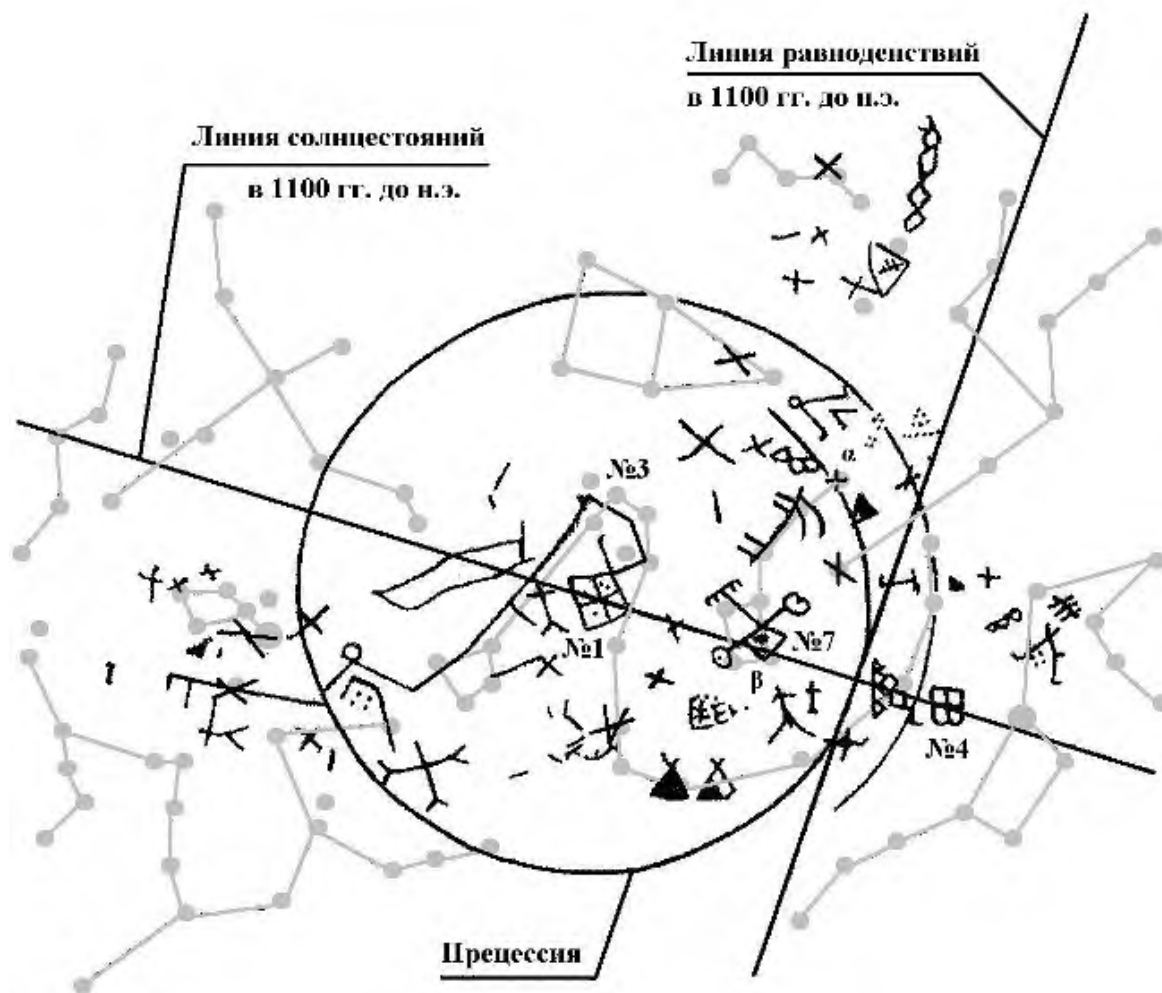 Линия равноденствий
в 1100 гг. до н.э.
Линия солнцестояний
в 1100 гг. до н.э.
№3
α
№1
№7
β
№4
Прецессия